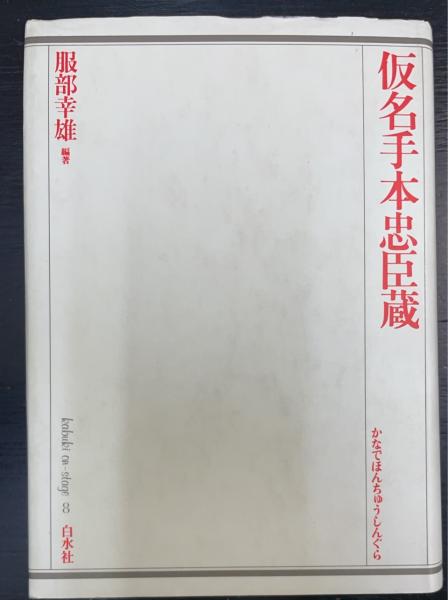 仮名手本忠臣蔵
かなでほんちゅうしんぐら
服部幸雄 編著
kabuki on-stage 8
白水社